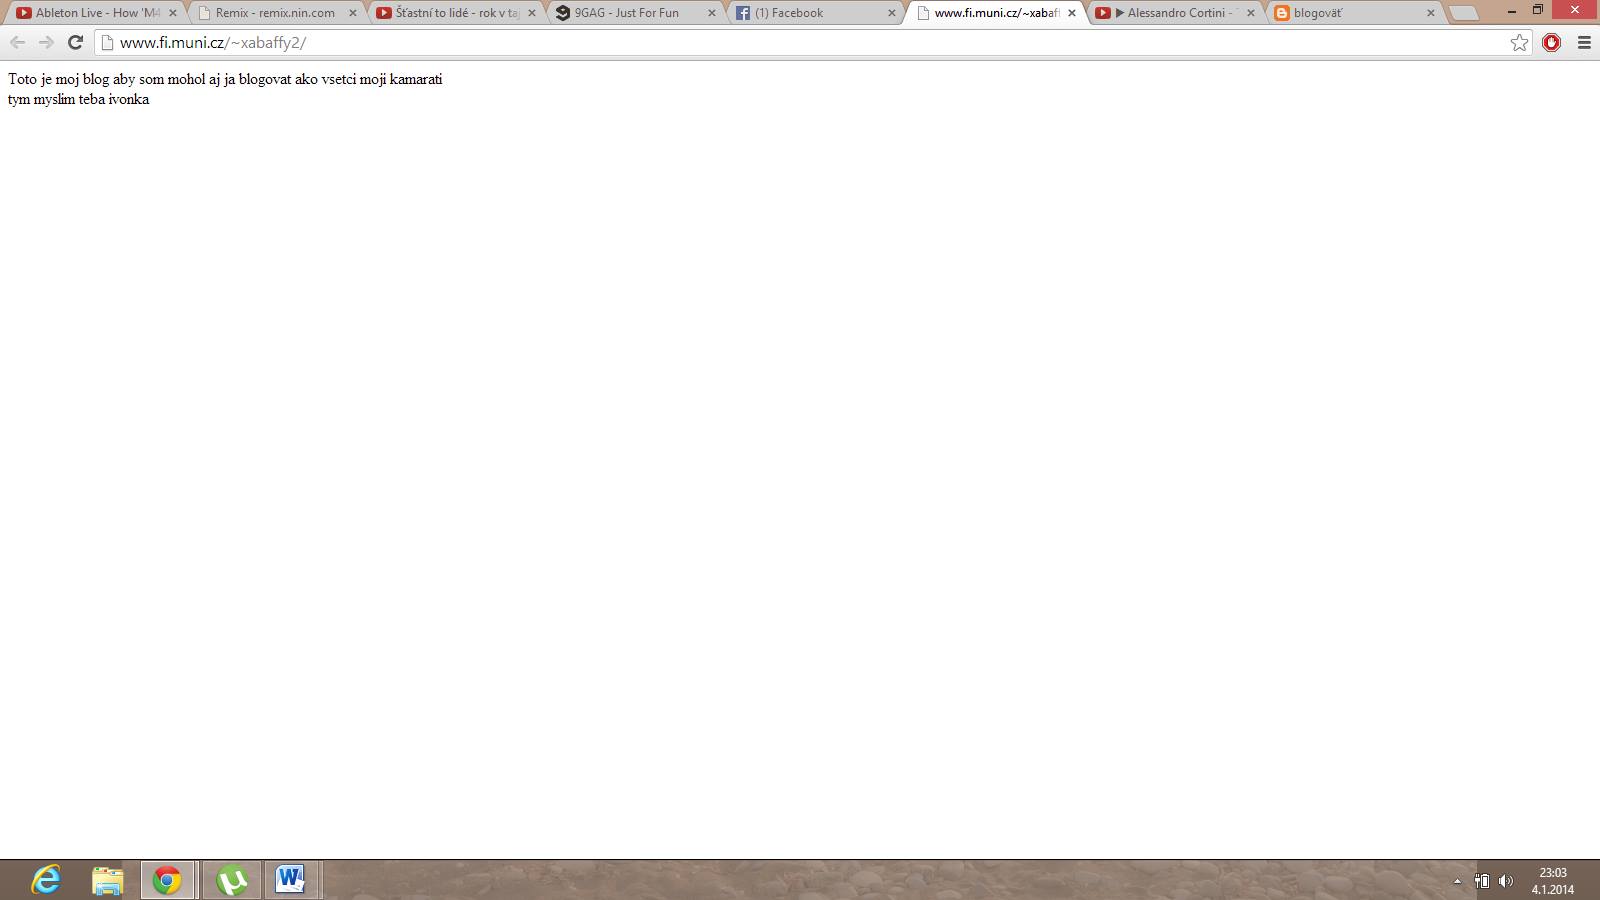 Ableton Live - How 'M4
Remix - remix.nin.com
Šťastní to lidé - rok v taj
9GAG - Just For Fun
(1) Facebook
www.fi.muni.cz/~xabaff
Alessandro Cortini -
blogoväť
www.fi.muni.cz/~xabaffy2/
Toto je moj blog aby som mohol aj ja blogovat ako vsetci moji kamarati
tym myslim teba ivonka
23:03
4.1.2014